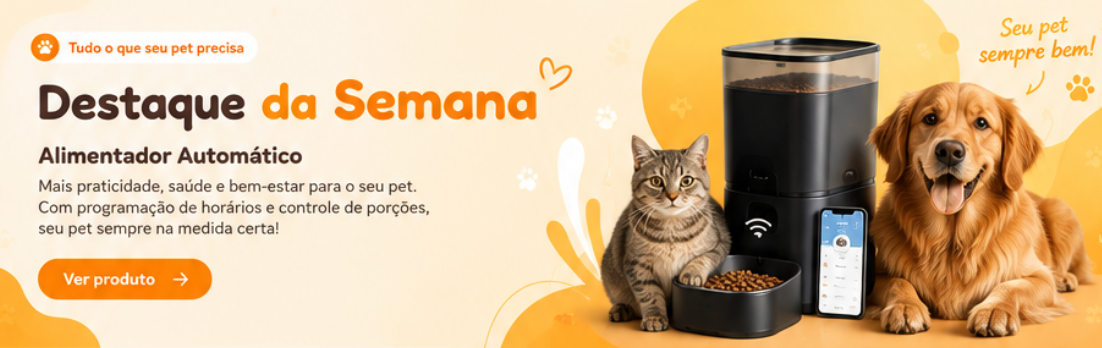 Tudo o que seu pet precisa
Destaque da Semana
Alimentador Automático
Mais praticidade, saúde e bem-estar para o seu pet.
Com programação de horários e controle de porções,
seu pet sempre na medida certa!
Ver produto
Seu pet
sempre bem!